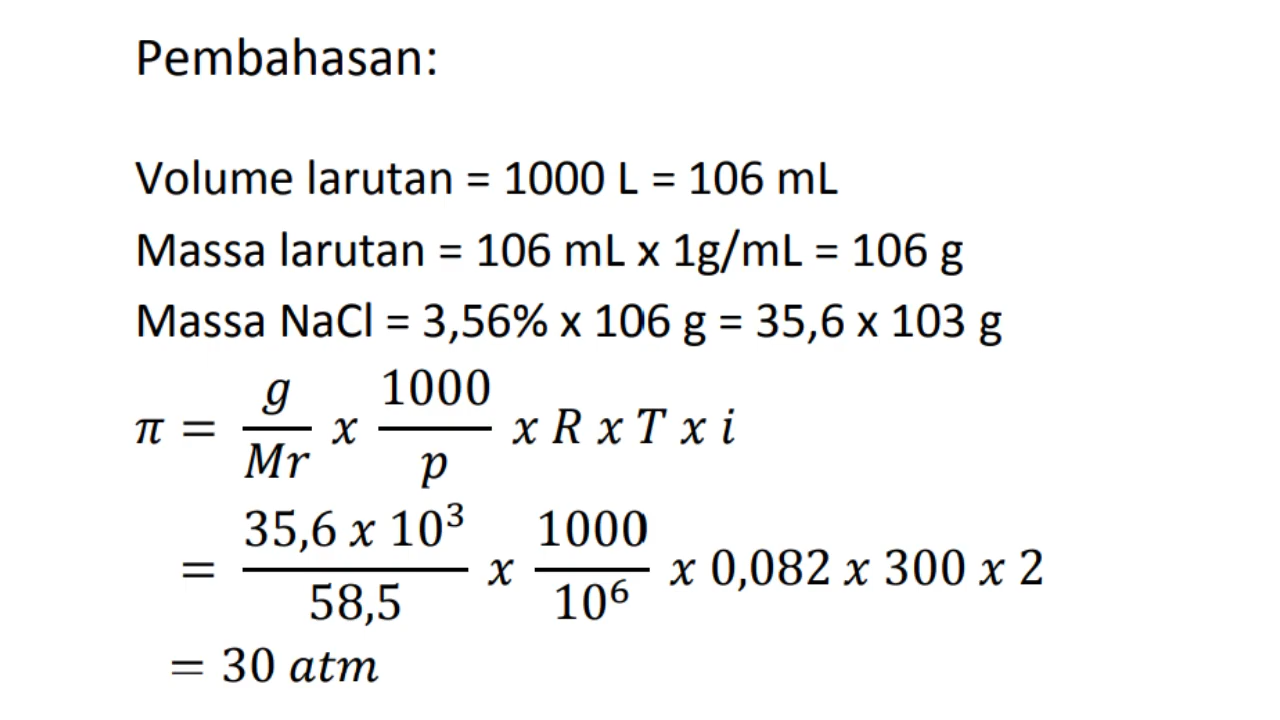 Pembahasan:
Volume larutan = 1000 L = 106 mL
Massa larutan = 106 mL x 1g/mL = 106 g
Massa NaCl = 3,56% x 106 g = 35,6 x 103 g
π = g/Mr x 1000/p x R x T x i
= 35,6 x 10³/58,5 x 1000/10⁶ x 0,082 x 300 x 2
= 30 atm